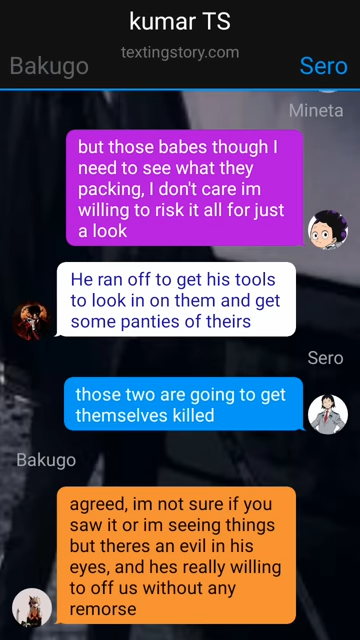 kumar TS
textingstory.com
Bakugo
Sero
Mineta
but those babes though I
need to see what they
packing, I don't care im
willing to risk it all for just
a look
He ran off to get his tools
to look in on them and get
some panties of theirs
Sero
those two are going to get
themselves killed
Bakugo
agreed, im not sure if you
saw it or im seeing things
but theres an evil in his
eyes, and hes really willing
to off us without any
remorse